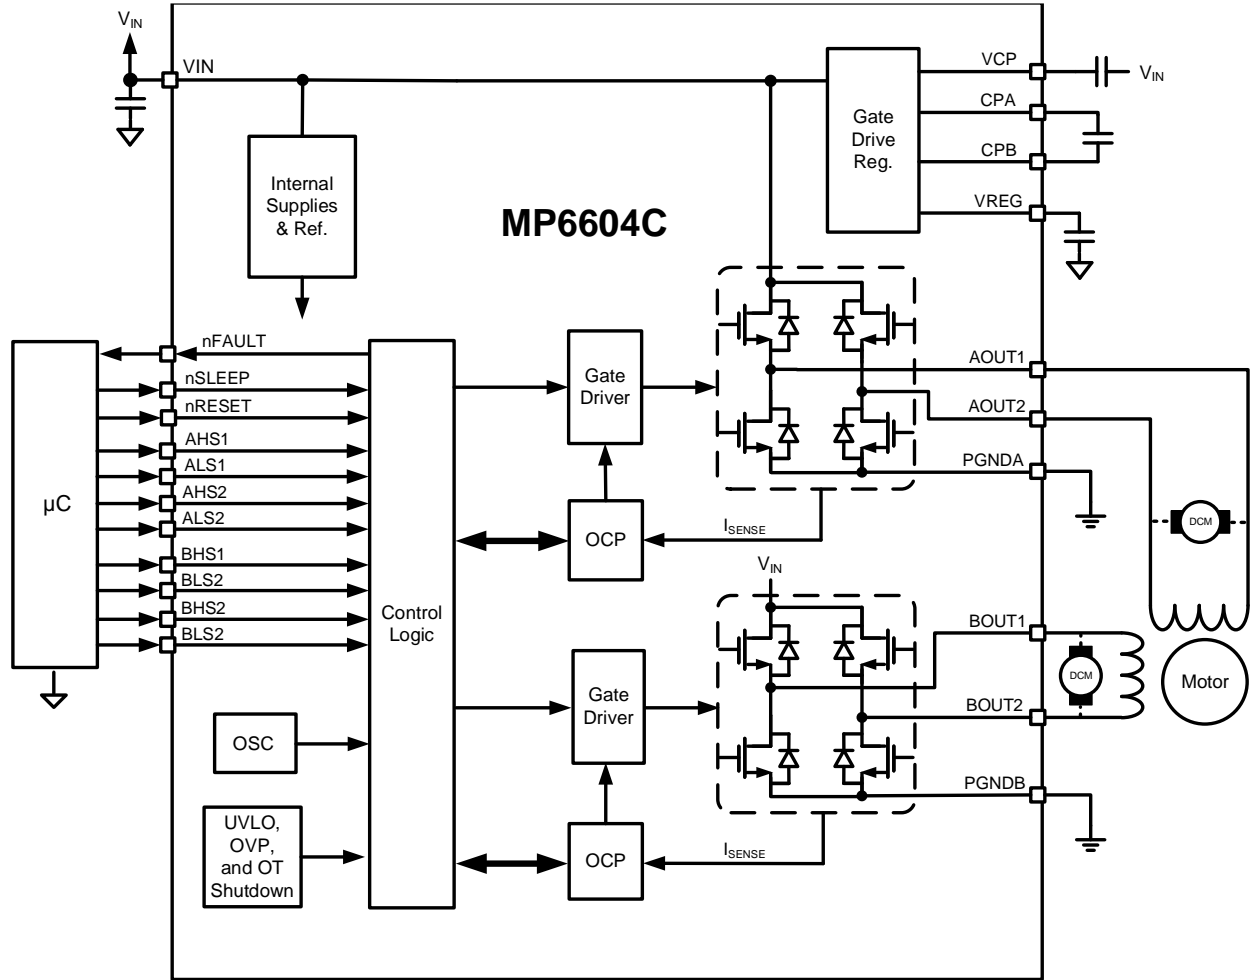 VIN
VIN
VCP
VIN
CPA
CPB
VREG
Gate
Drive
Reg.
Internal
Supplies
& Ref.
MP6604C
µC
nFAULT
nSLEEP
nRESET
AHS1
ALS1
AHS2
ALS2
BHS1
BLS2
BHS2
BLS2
Control
Logic
Gate
Driver
OCP
ISENSE
AOUT1
AOUT2
PGNDA
DCM
VIN
Gate
Driver
OCP
ISENSE
BOUT1
BOUT2
PGNDB
DCM
Motor
OSC
UVLO,
OVP,
and OT
Shutdown